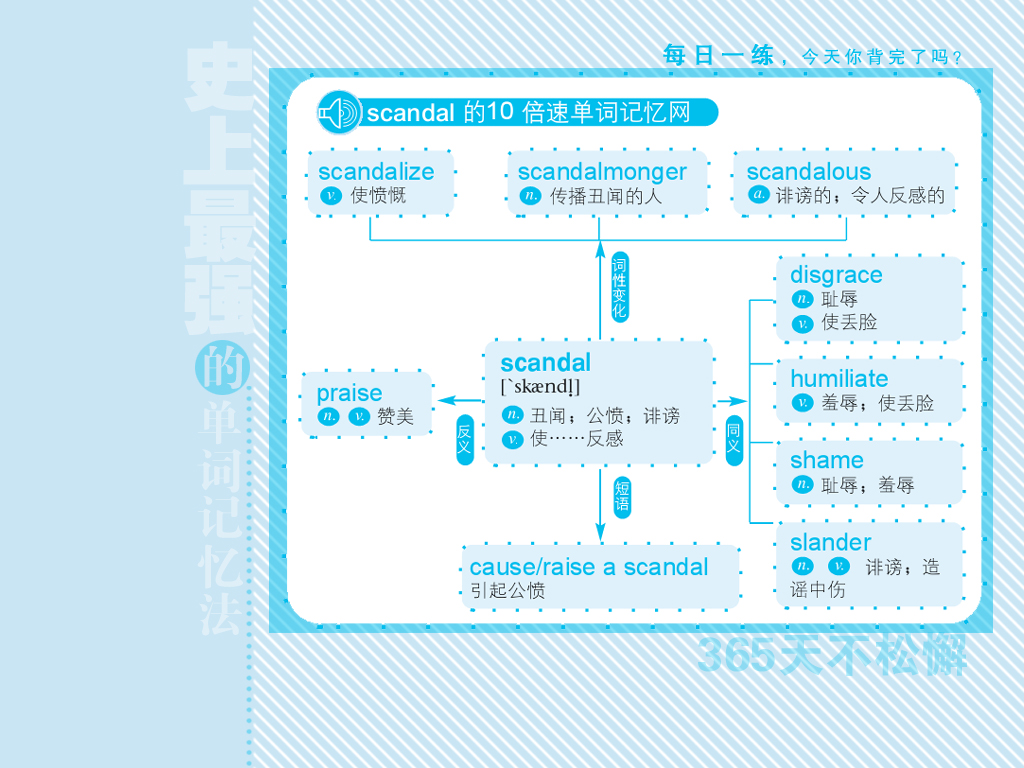 每日一练，今天你背完了吗?
史上最强的单词记忆法
scandal 的10 倍速单词记忆网
scandalize
v. 使愤慨
scandalmonger
n. 传播丑闻的人
scandalous
a. 诽谤的；令人反感的
词性变化
disgrace
n. 耻辱
v. 使丢脸
scandal
[`skændḷ]
n. 丑闻；公愤；诽谤
v. 使……反感
praise
n. v. 赞美
反义
同义
humiliate
v. 羞辱；使丢脸
shame
n. 耻辱；羞辱
短语
slander
n. v. 诽谤；造
谣中伤
cause/raise a scandal
引起公愤
365天不松懈